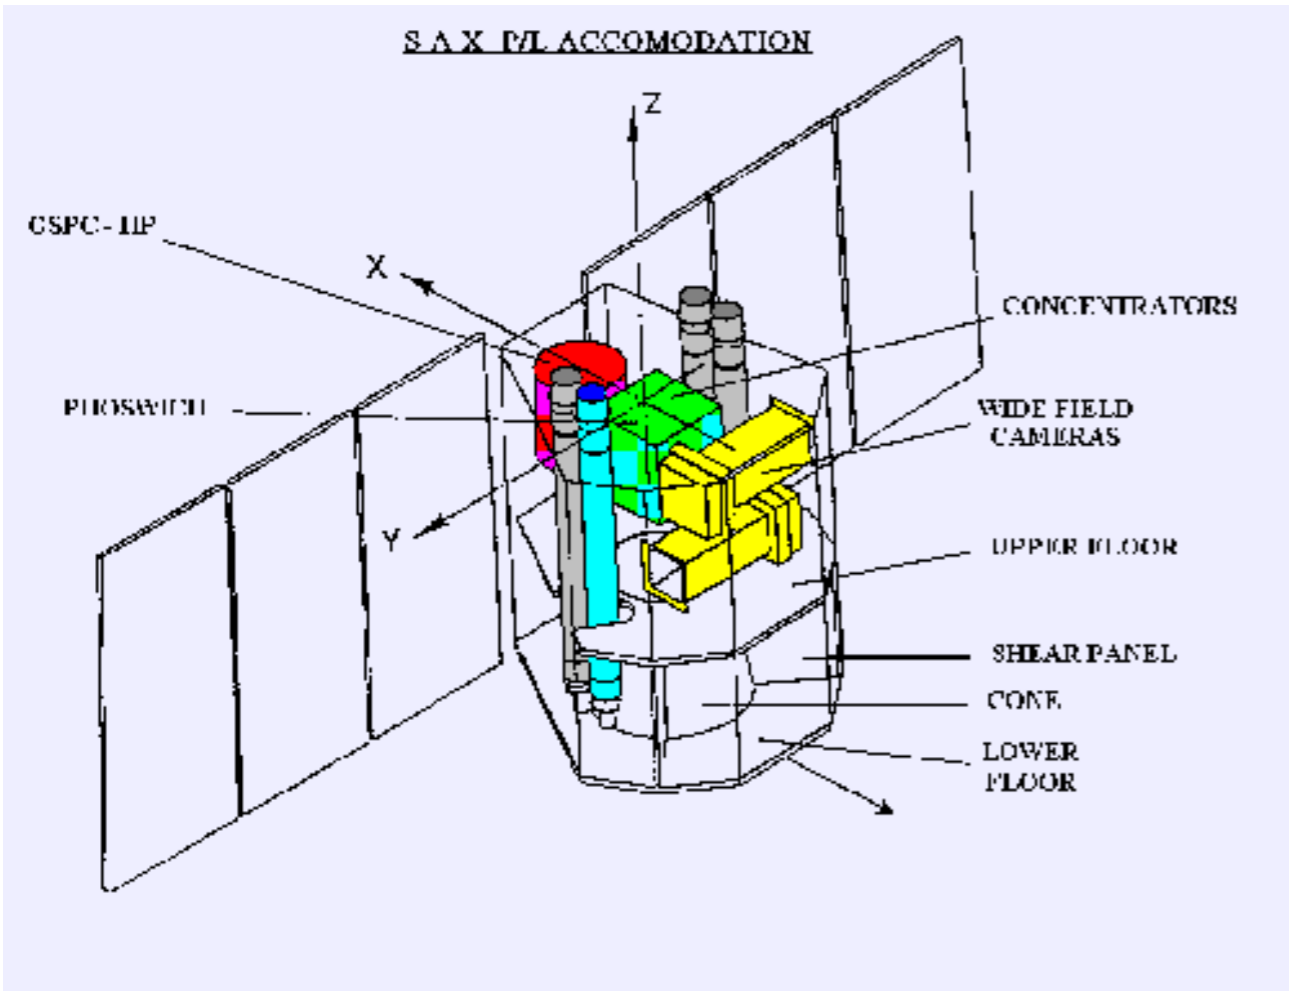 S A X P/L ACCOMODATION
Z
GSPC - HP
X
CONCENTRATORS
PHOSWICH
WIDE FIELD
CAMERAS
Y
UPPER FLOOR
SHEAR PANEL
CONE
LOWER
FLOOR